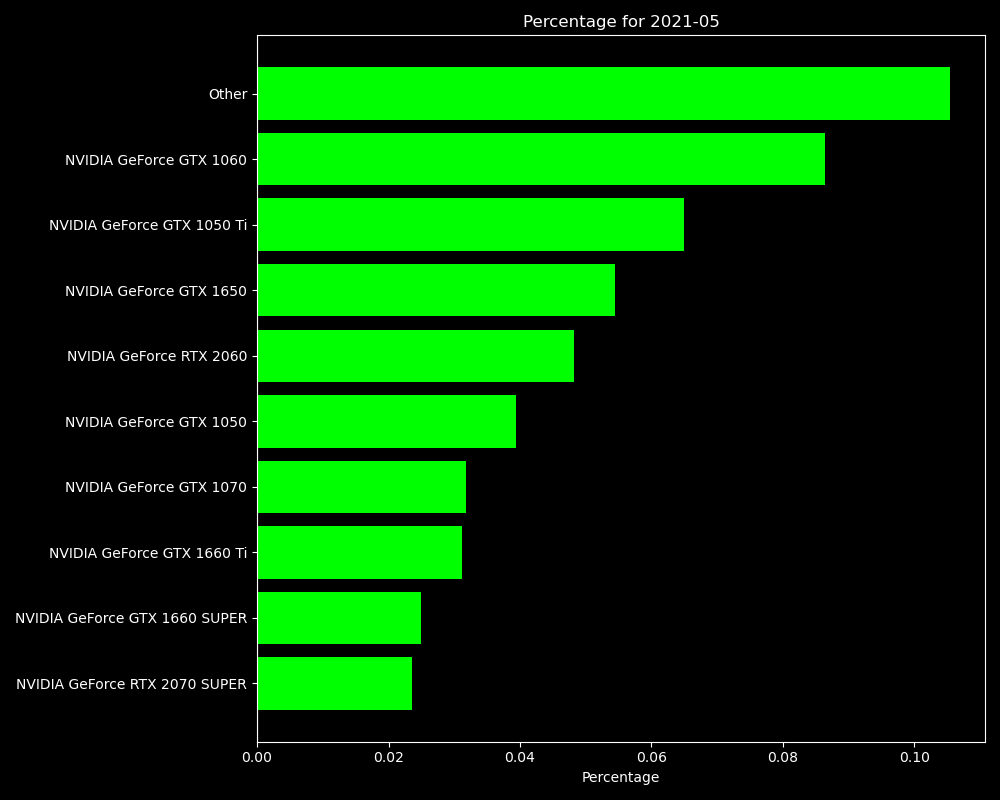 Percentage for 2021-05
Other
NVIDIA GeForce GTX 1060
NVIDIA GeForce GTX 1050 Ti
NVIDIA GeForce GTX 1650
NVIDIA GeForce RTX 2060
NVIDIA GeForce GTX 1050
NVIDIA GeForce GTX 1070
NVIDIA GeForce GTX 1660 Ti
NVIDIA GeForce GTX 1660 SUPER
NVIDIA GeForce RTX 2070 SUPER
0.00 0.02 0.04 0.06 0.08 0.10
Percentage